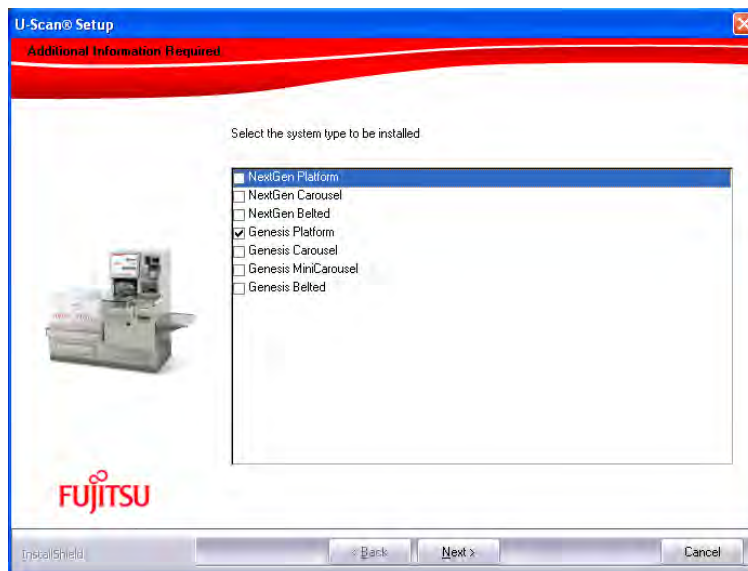 U-Scan® Setup
Additional Information Required
Select the system type to be installed
NextGen Platform
NextGen Carousel
NextGen Belted
Genesis Platform
Genesis Carousel
Genesis MiniCarousel
Genesis Belted
FUJITSU
InstallShield
< Back
Next >
Cancel